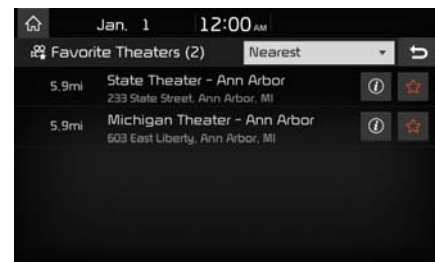 Jan. 1 12:00 AM
Favorite Theaters (2) Nearest
5.9mi State Theater - Ann Arbor
233 State Street, Ann Arbor, MI
5.9mi Michigan Theater - Ann Arbor
603 East Liberty, Ann Arbor, MI